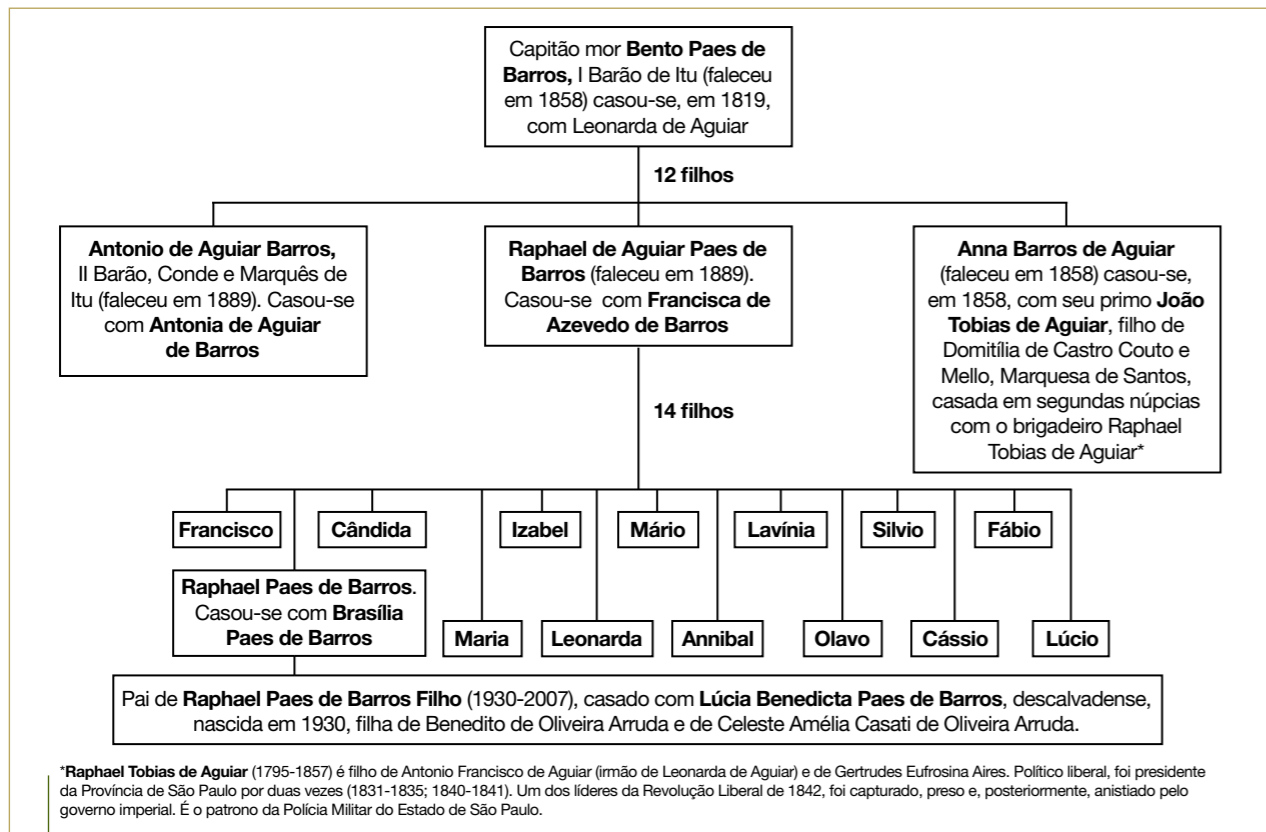 Capitão mor Bento Paes de
Barros, I Barão de Itu (faleceu
em 1858) casou-se, em 1819,
com Leonarda de Aguiar
12 filhos
Antonio de Aguiar Barros,
II Barão, Conde e Marquês de
Itu (faleceu em 1889). Casou-se
com Antonia de Aguiar
de Barros
Raphael de Aguiar Paes de
Barros (faleceu em 1889).
Casou-se com Francisca de
Azevedo de Barros
Anna Barros de Aguiar
(faleceu em 1858) casou-se,
em 1858, com seu primo João
Tobias de Aguiar, filho de
Domitília de Castro Couto e
Mello, Marquesa de Santos,
casada em segundas núpcias
com o brigadeiro Raphael
Tobias de Aguiar*
14 filhos
Francisco
Cândida
Izabel
Mário
Lavínia
Silvio
Fábio
Raphael Paes de Barros.
Casou-se com Brasília
Paes de Barros
Maria
Leonarda
Annibal
Olavo
Cássio
Lúcio
Pai de Raphael Paes de Barros Filho (1930-2007), casado com Lúcia Benedicta Paes de Barros, descalvadense,
nascida em 1930, filha de Benedito de Oliveira Arruda e de Celeste Amélia Casati de Oliveira Arruda.
*Raphael Tobias de Aguiar (1795-1857) é filho de Antonio Francisco de Aguiar (irmão de Leonarda de Aguiar) e de Gertrudes Eufrosina Aires. Político liberal, foi presidente
da Província de São Paulo por duas vezes (1831-1835; 1840-1841). Um dos líderes da Revolução Liberal de 1842, foi capturado, preso e, posteriormente, anistiado pelo
governo imperial. É o patrono da Polícia Militar do Estado de São Paulo.